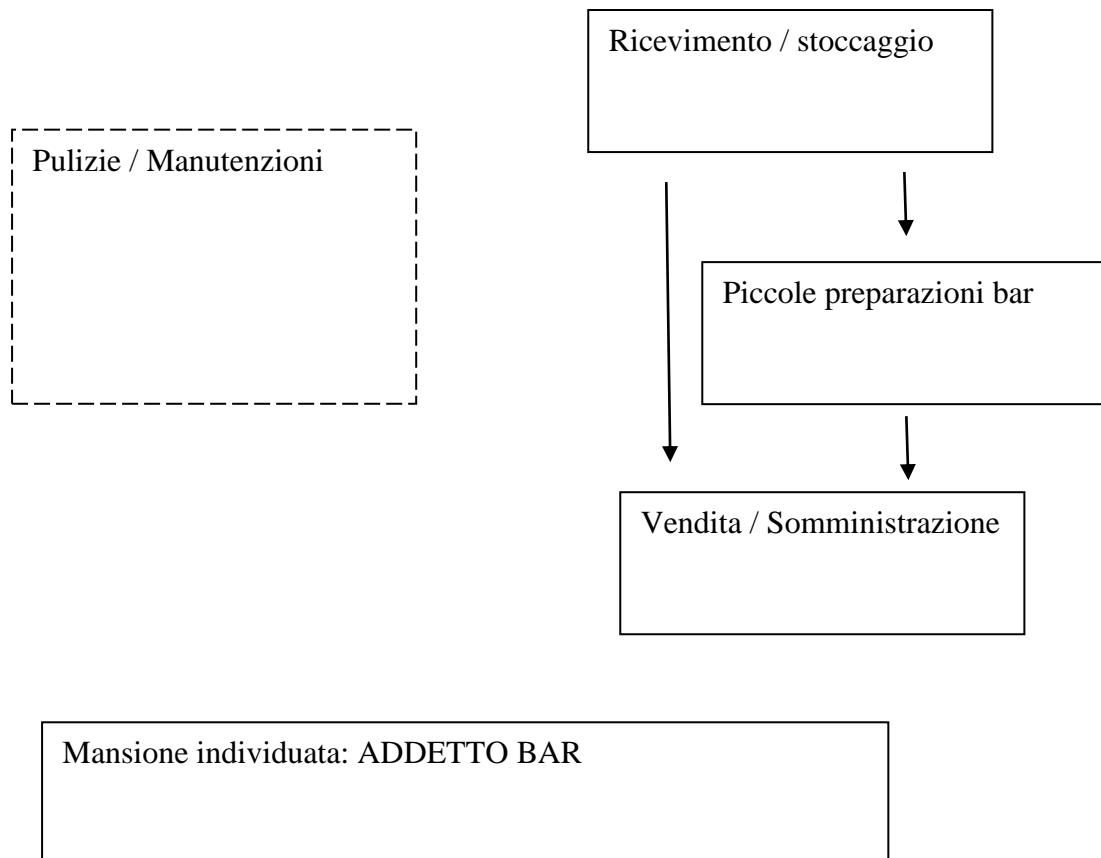 Ricevimento / stoccaggio
Pulizie / Manutenzioni
Piccole preparazioni bar
Vendita / Somministrazione
Mansione individuata: ADDETTO BAR